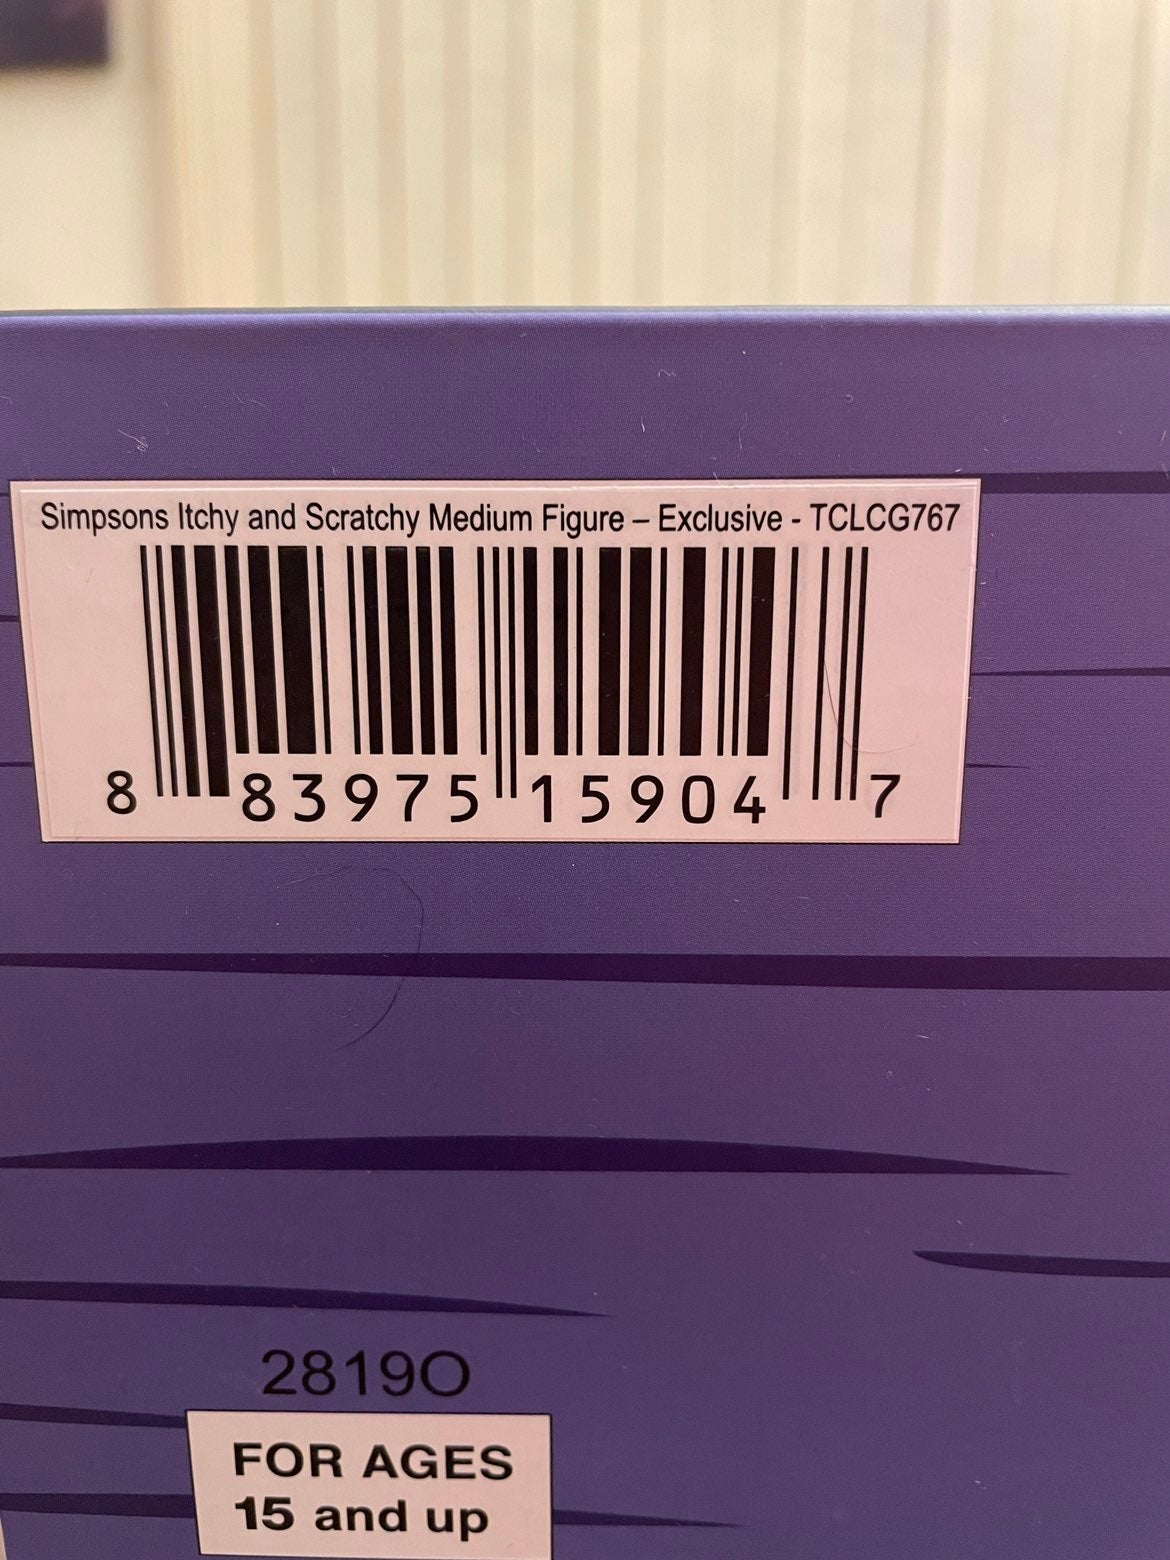 Simpsons Itchy and Scratchy Medium Figure – Exclusive - TCLCG767
8 83975 15904 7
2819O
FOR AGES
15 and up